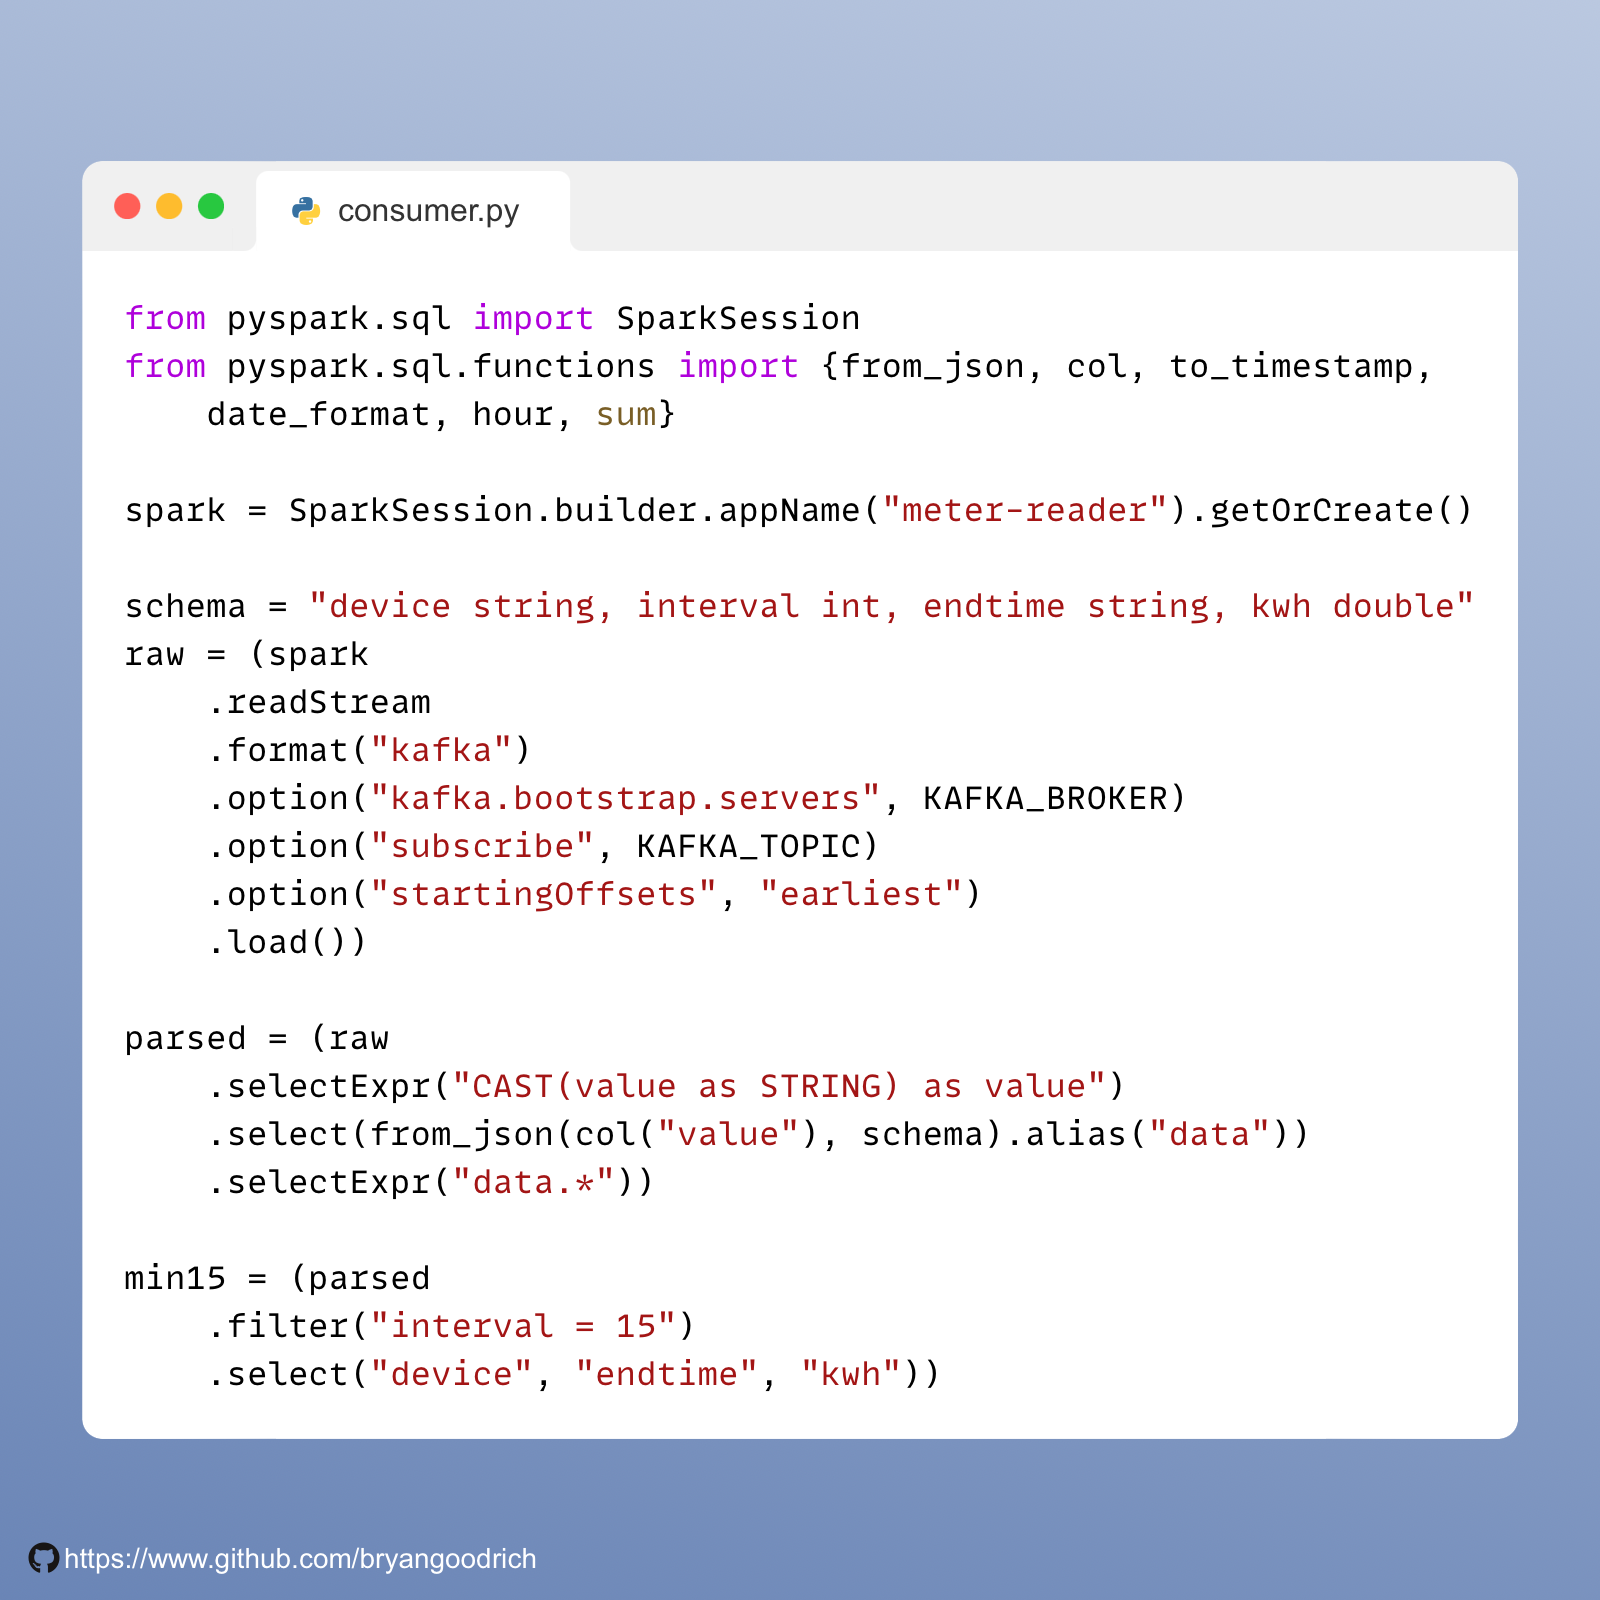 consumer.py
from pyspark.sql import SparkSession
from pyspark.sql.functions import {from_json, col, to_timestamp,
    date_format, hour, sum}
spark = SparkSession.builder.appName("meter-reader").getOrCreate()
schema = "device string, interval int, endtime string, kwh double"
raw = (spark
    .readStream
    .format("kafka")
    .option("kafka.bootstrap.servers", KAFKA_BROKER)
    .option("subscribe", KAFKA_TOPIC)
    .option("startingOffsets", "earliest")
    .load())
parsed = (raw
    .selectExpr("CAST(value as STRING) as value")
    .select(from_json(col("value"), schema).alias("data"))
    .selectExpr("data.*"))
min15 = (parsed
    .filter("interval = 15")
    .select("device", "endtime", "kwh"))
https://www.github.com/bryangoodrich